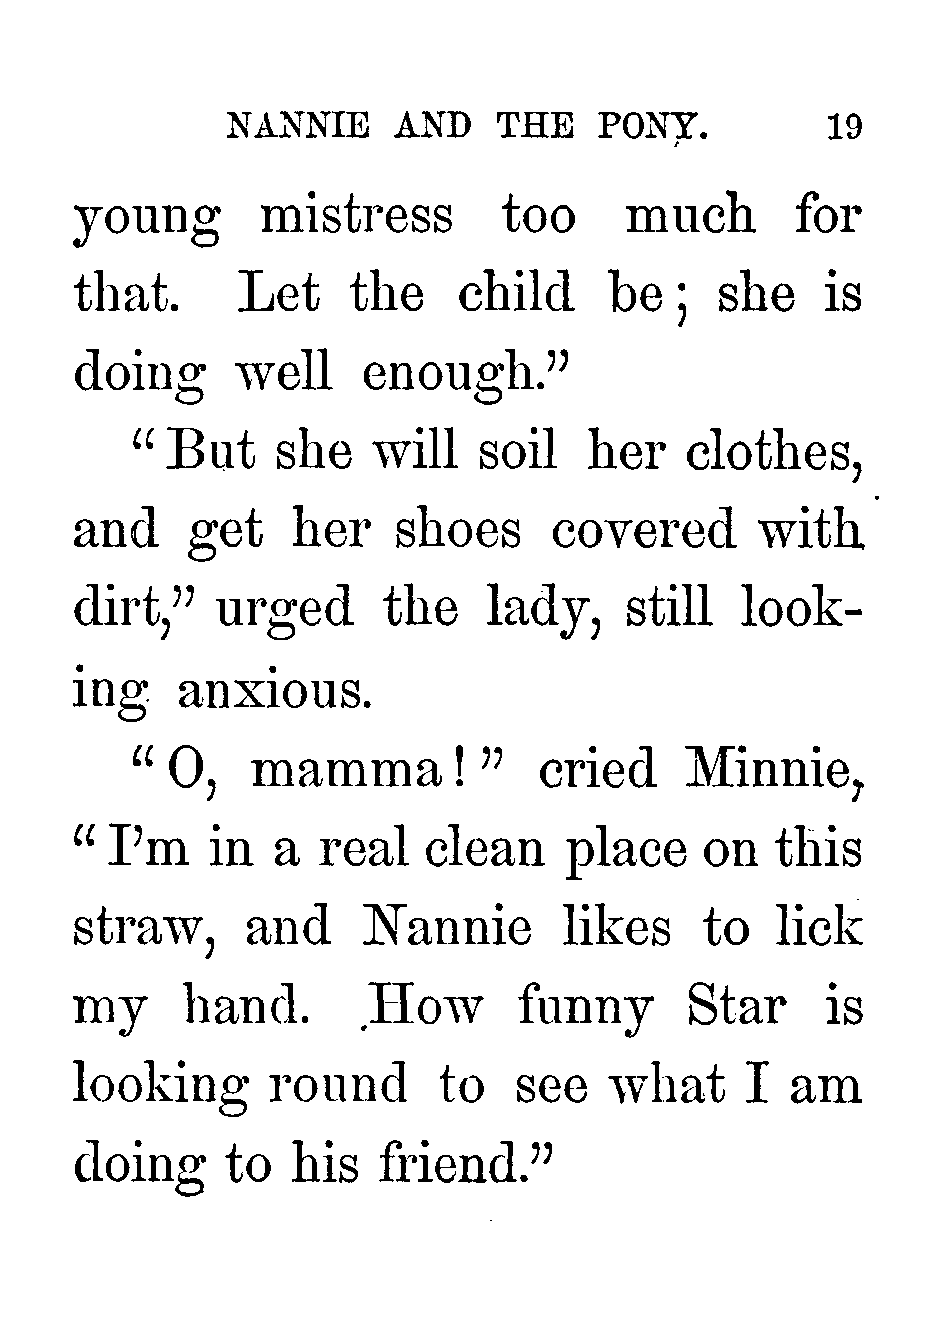 NANNIE AND THE PONY. 19
young mistress too much for
that. Let the child be; she is
doing well enough.”
“But she will soil her clothes,
and get her shoes covered with
dirt,” urged the lady, still look-
ing anxious.
“O, mamma!” cried Minnie,
“I’m in a real clean place on this
straw, and Nannie likes to lick
my hand. How funny Star is
looking round to see what I am
doing to his friend.”